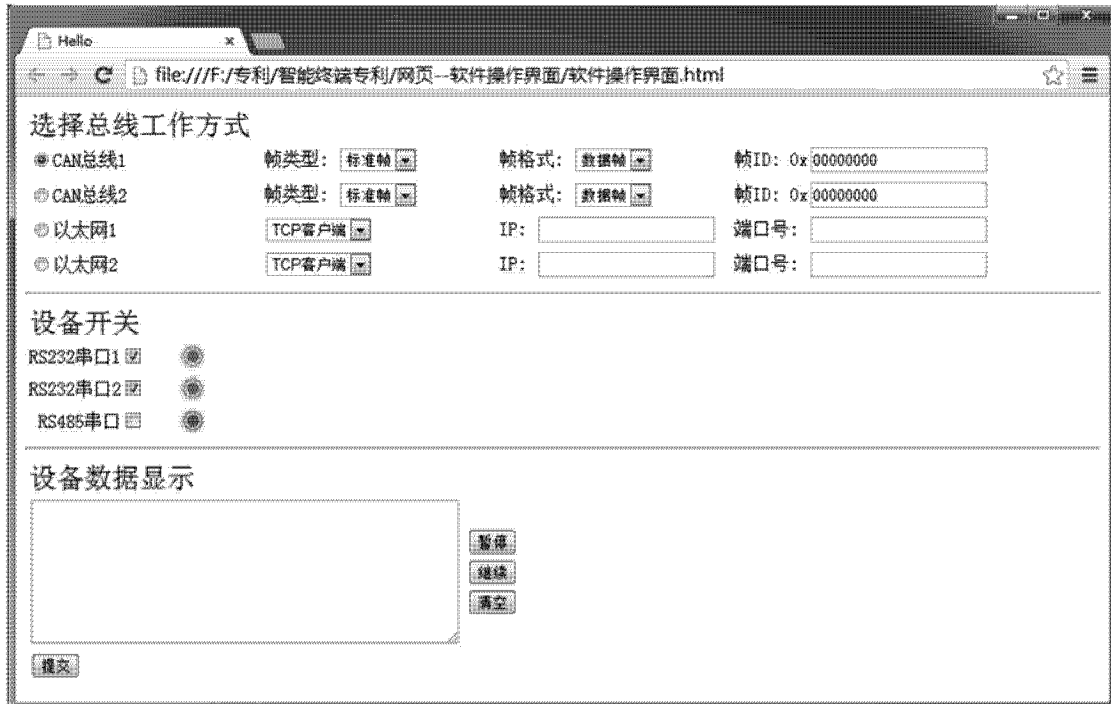 Hello
file:///F:/专利/智能终端专利/网页--软件操作界面/软件操作界面.html
选择总线工作方式
CAN总线1 帧类型: 标准帧 帧格式: 数据帧 帧ID: 0x 00000000
CAN总线2 帧类型: 标准帧 帧格式: 数据帧 帧ID: 0x 00000000
以太网1 TCP客户端 IP: 端口号:
以太网2 TCP客户端 IP: 端口号:
设备开关
RS232串口1
RS232串口2
RS485串口
设备数据显示
暂停
继续
清空
提交